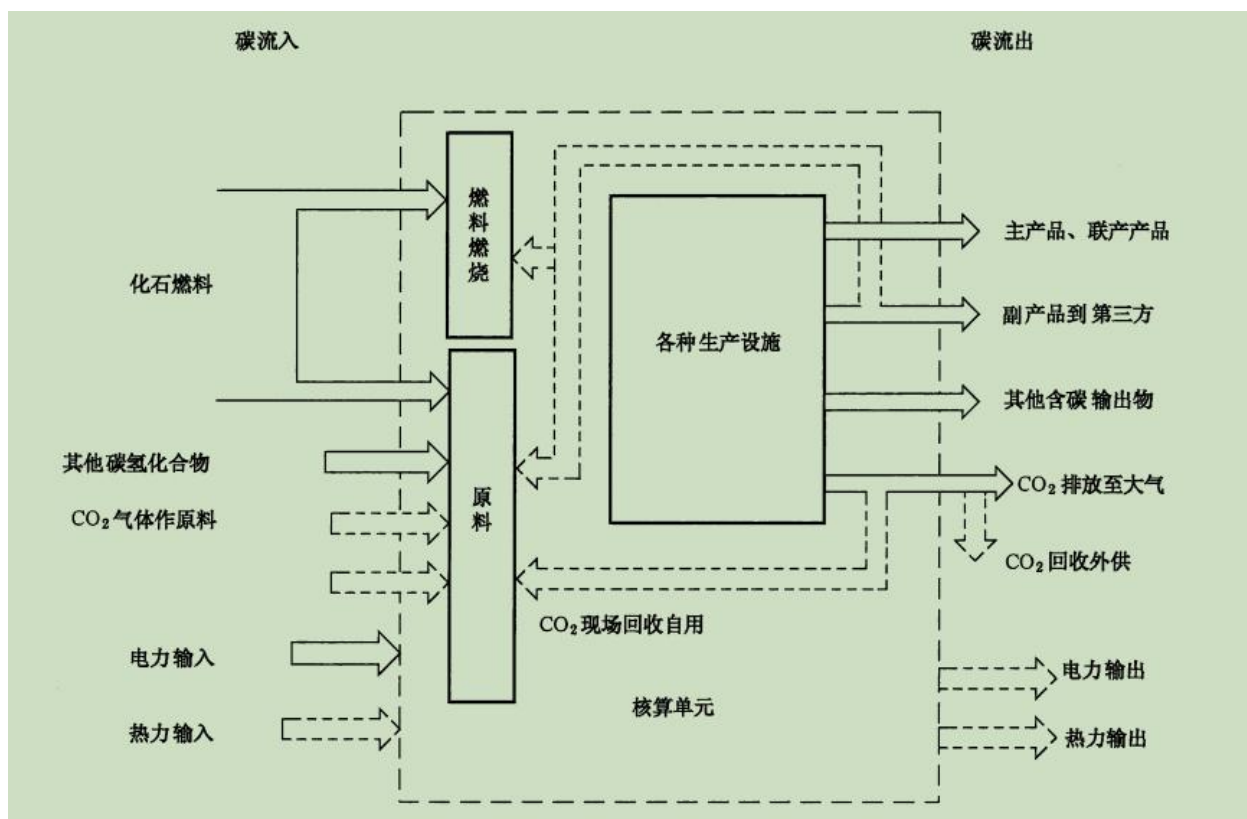 碳流入
碳流出
燃料燃烧
化石燃料
主产品、联产产品
副产品到第三方
各种生产设施
其他含碳输出物
其他碳氢化合物
原料
CO₂排放至大气
CO₂气体作原料
CO₂回收外供
CO₂现场回收自用
电力输入
电力输出
核算单元
热力输入
热力输出